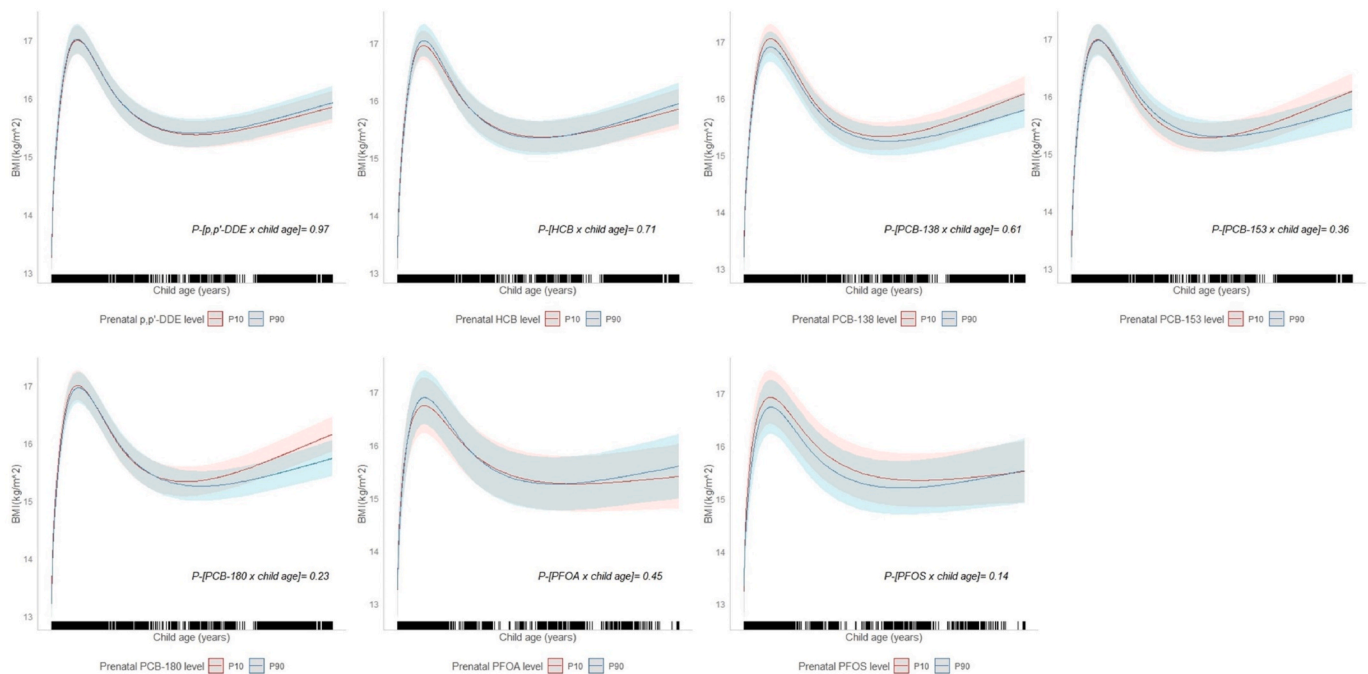 BMI(kg/m^2)
17
16
15
14
13
P-[p,p'-DDE x child age]= 0.97
Child age (years)
Prenatal p,p'-DDE level P10 P90
BMI(kg/m^2)
17
16
15
14
13
P-[HCB x child age]= 0.71
Child age (years)
Prenatal HCB level P10 P90
BMI(kg/m^2)
17
16
15
14
13
P-[PCB-138 x child age]= 0.61
Child age (years)
Prenatal PCB-138 level P10 P90
BMI(kg/m^2)
17
16
15
14
13
P-[PCB-153 x child age]= 0.36
Child age (years)
Prenatal PCB-153 level P10 P90
BMI(kg/m^2)
17
16
15
14
13
P-[PCB-180 x child age]= 0.23
Child age (years)
Prenatal PCB-180 level P10 P90
BMI(kg/m^2)
17
16
15
14
13
P-[PFOA x child age]= 0.45
Child age (years)
Prenatal PFOA level P10 P90
BMI(kg/m^2)
17
16
15
14
13
P-[PFOS x child age]= 0.14
Child age (years)
Prenatal PFOS level P10 P90